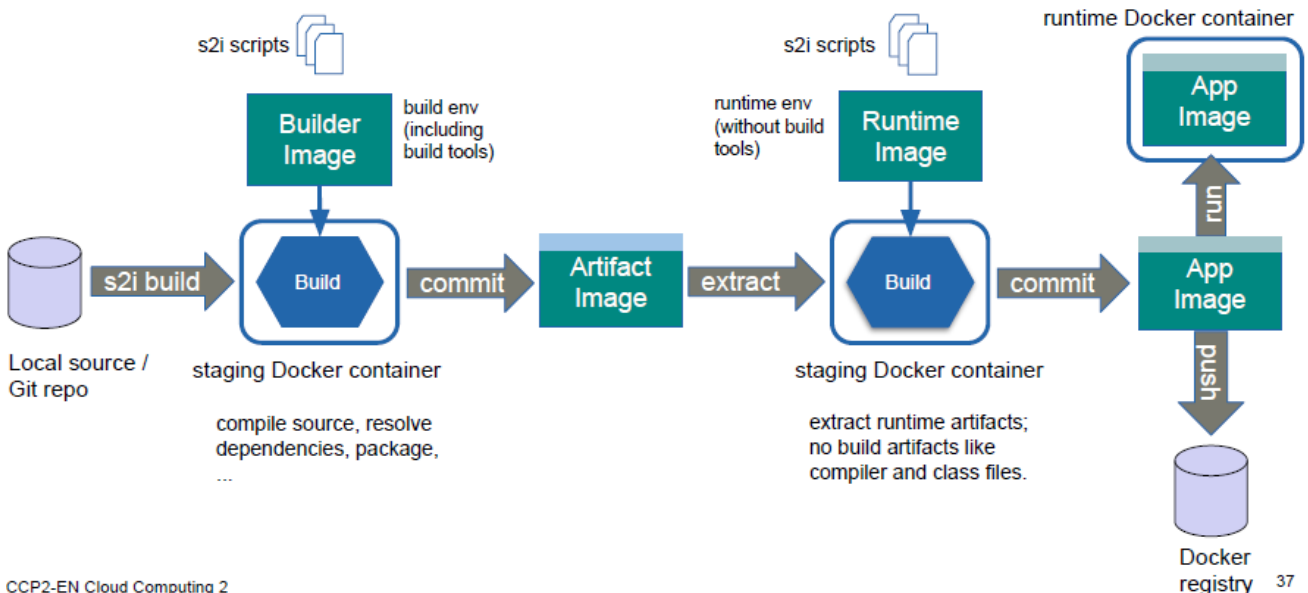 runtime Docker container
s2i scripts
s2i scripts
App
Image
Builder
Image
build env
(including
build tools)
runtime env
(without build
tools)
Runtime
Image
run
s2i build
Build
commit
Artifact
Image
extract
Build
commit
App
Image
Local source /
Git repo
staging Docker container
staging Docker container
push
compile source, resolve
dependencies, package,
...
extract runtime artifacts;
no build artifacts like
compiler and class files.
Docker
registry
CCP2-EN Cloud Computing 2
37